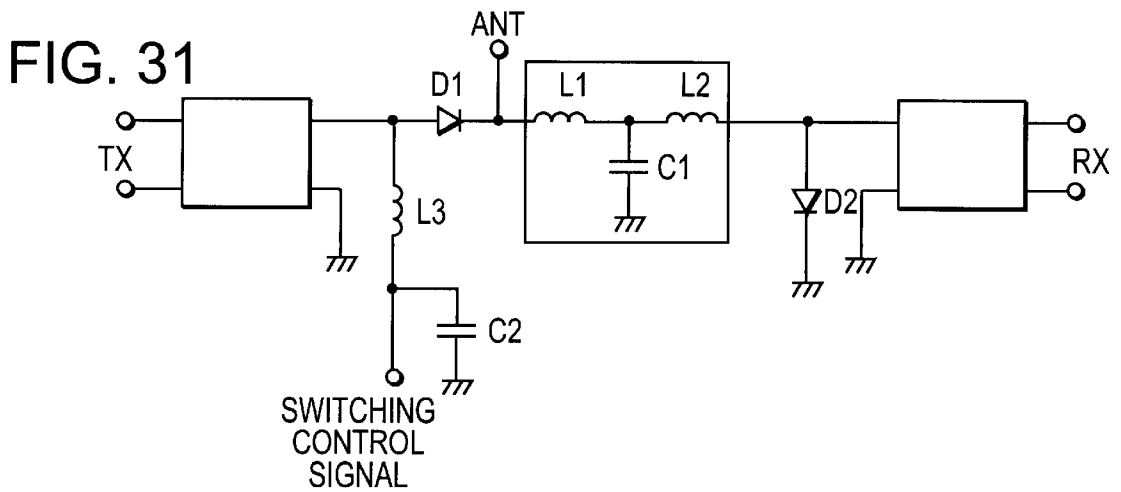 FIG. 31
ANT
D1
L1
L2
TX
C1
RX
L3
D2
C2
SWITCHING
CONTROL
SIGNAL